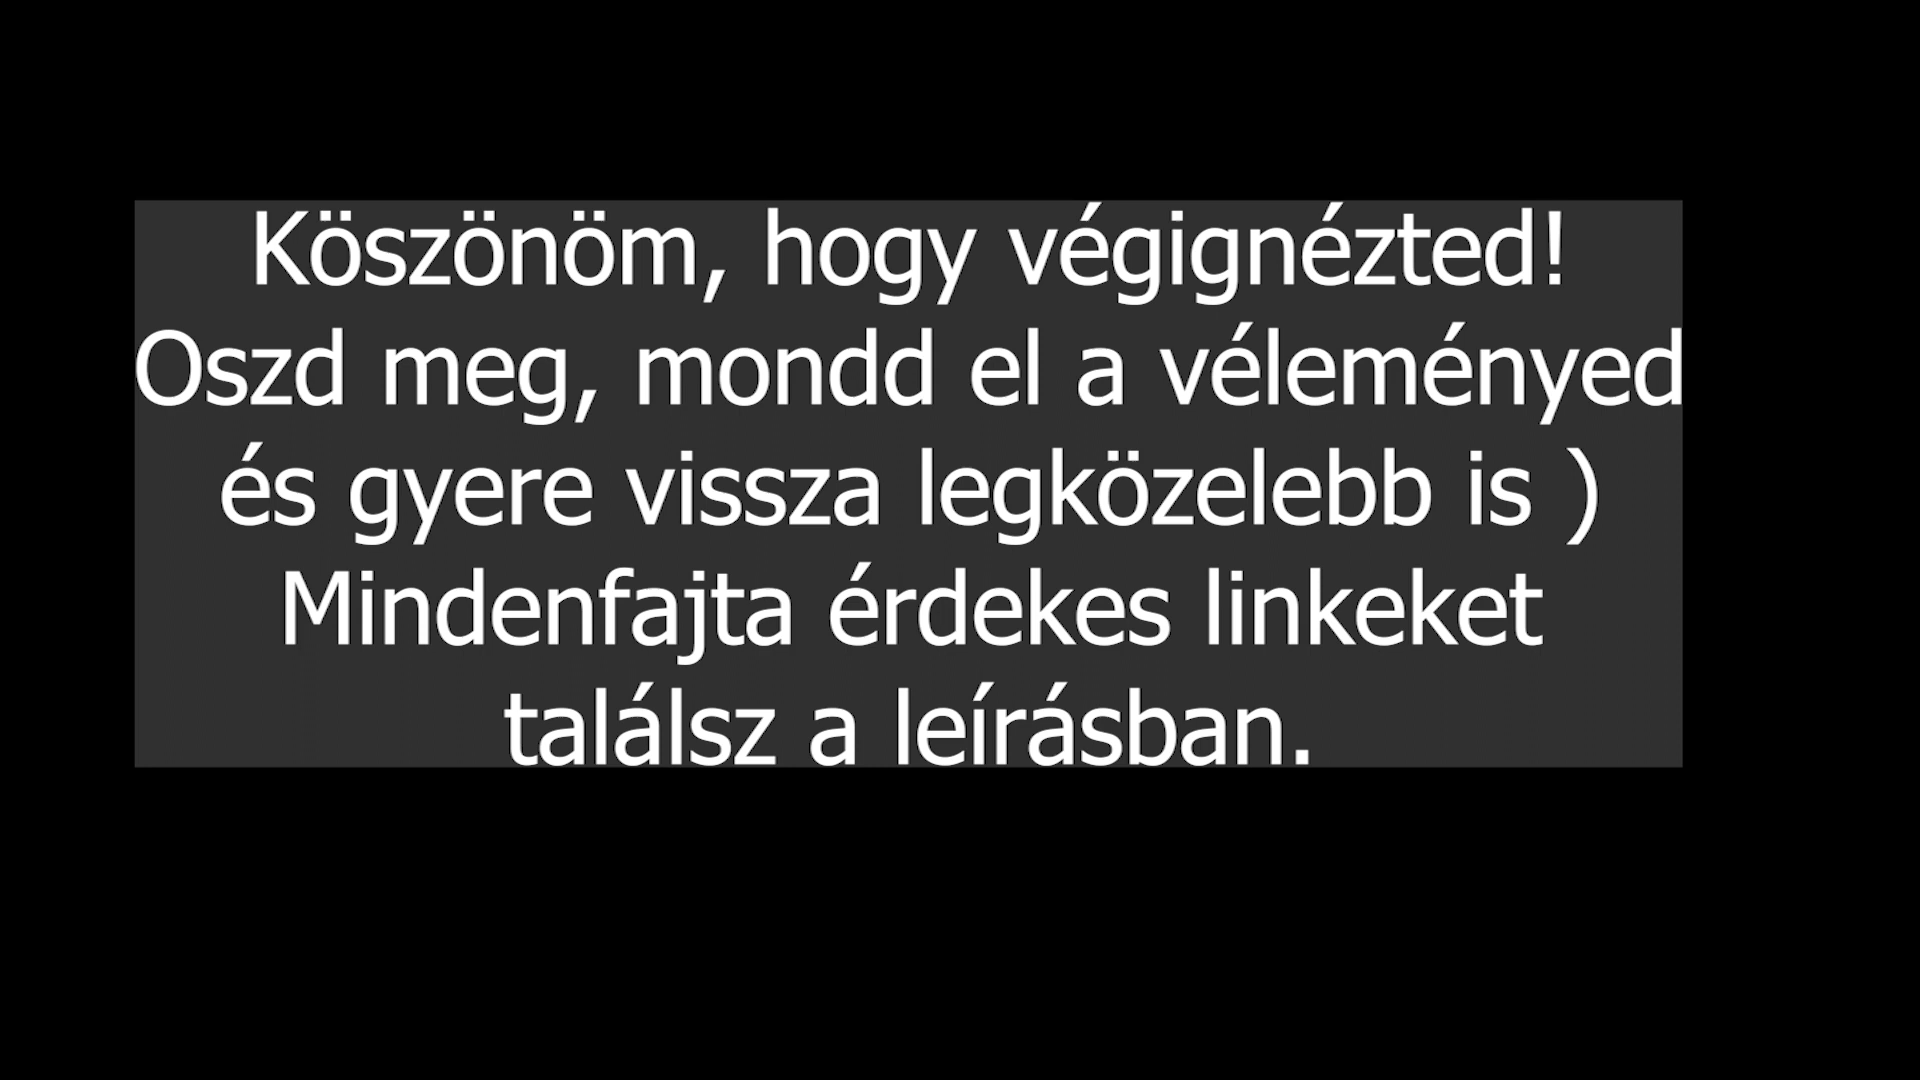 Köszönöm, hogy végignézted!
Oszd meg, mondd el a véleményed
és gyere vissza legközelebb is )
Mindenfajta érdekes linkeket
találsz a leírásban.